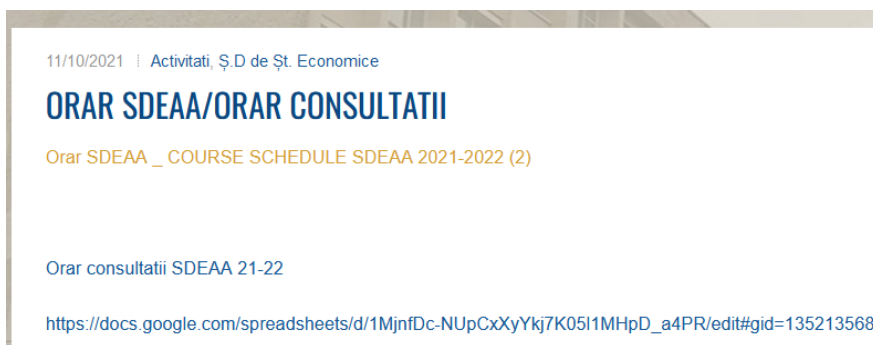 11/10/2021 | Activitati, Ș.D de Șt. Economice
ORAR SDEAA/ORAR CONSULTATII
Orar SDEAA _ COURSE SCHEDULE SDEAA 2021-2022 (2)
Orar consultatii SDEAA 21-22
https://docs.google.com/spreadsheets/d/1MjnfDc-NUpCxXyYkj7K05I1MHpD_a4PR/edit#gid=135213568